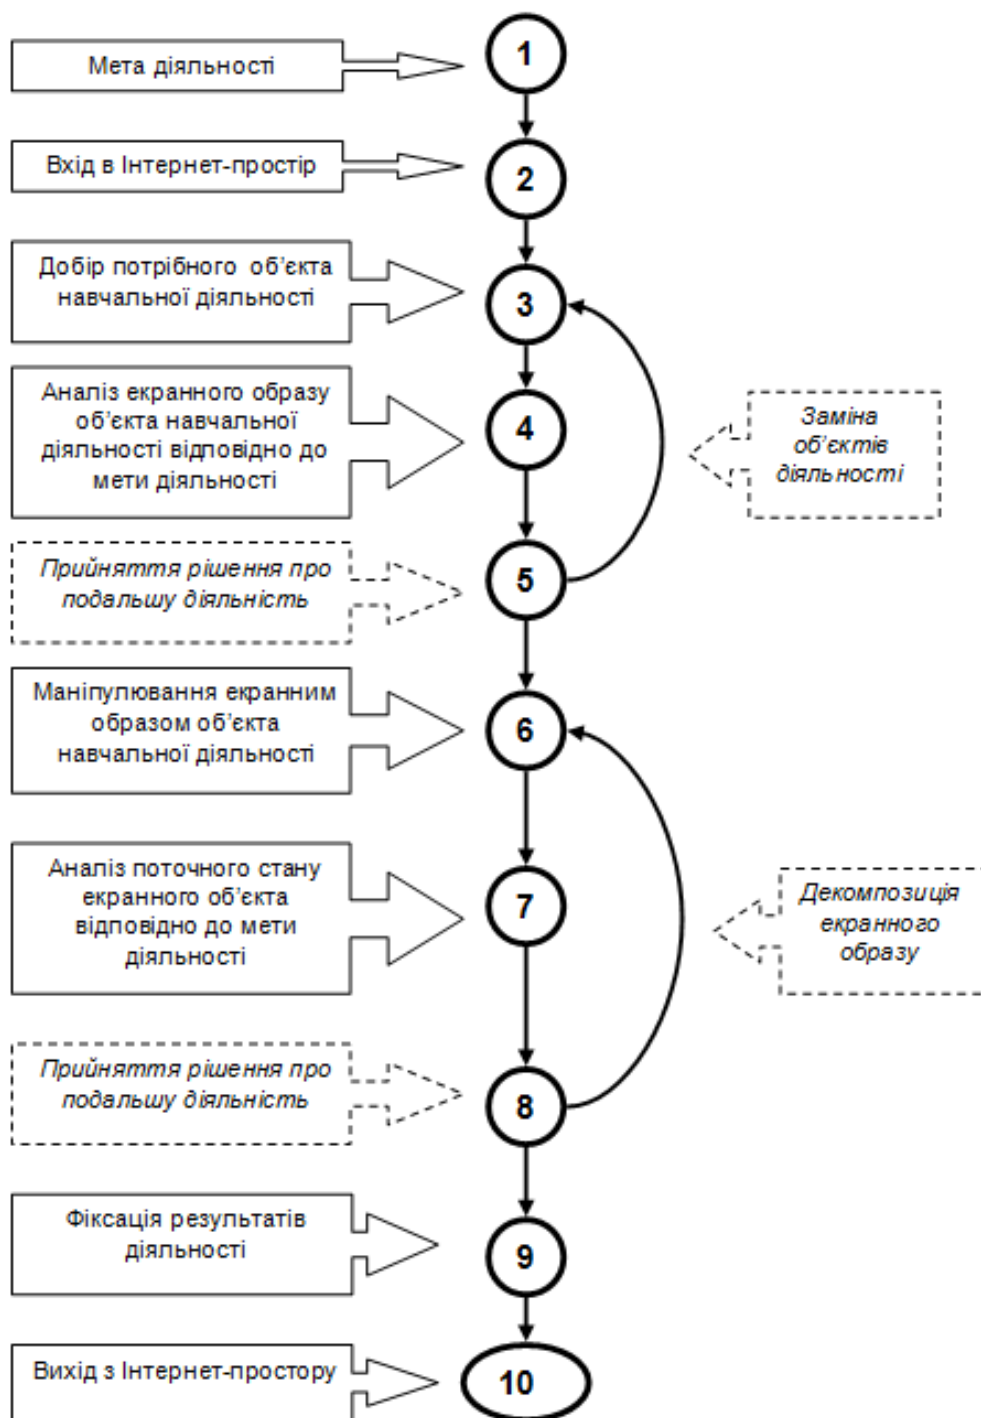 1
Мета діяльності
Вхід в Інтернет-простір
2
Добір потрібного об’єкта
навчальної діяльності
3
Аналіз екранного образу
об’єкта навчальної
діяльності відповідно до
мети діяльності
4
Заміна
об’єктів
діяльності
Прийняття рішення про
подальшу діяльність
5
Маніпулювання екранним
образом об’єкта
навчальної діяльності
6
Аналіз поточного стану
екранного об’єкта
відповідно до мети
діяльності
7
Декомпозиція
екранного
образу
Прийняття рішення про
подальшу діяльність
8
Фіксація результатів
діяльності
9
Вихід з Інтернет-простору
10